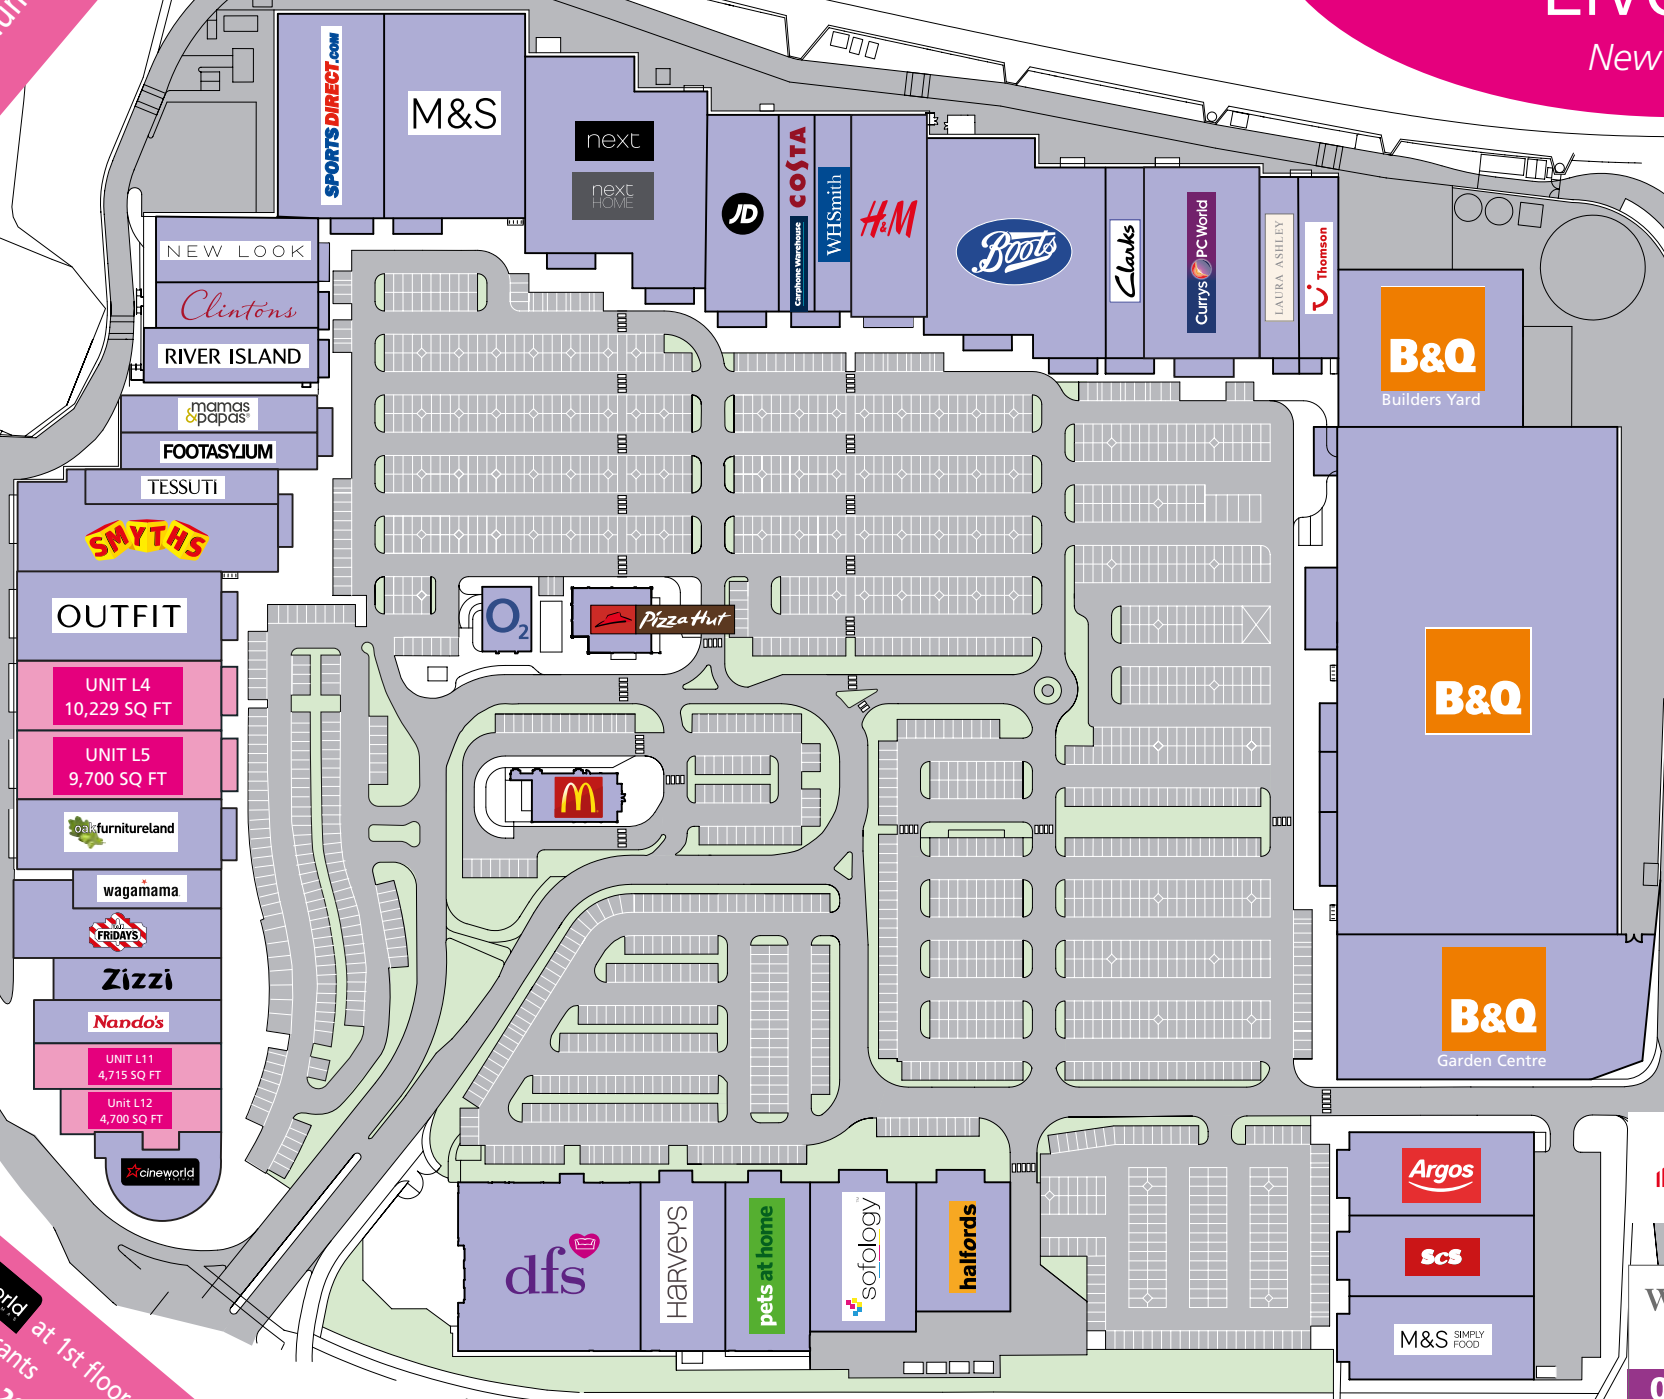 New
SPORTSDIRECT.COM
M&S
next
next
HOME
JD
COSTA
Carphone Warehouse
WHSmith
H&M
Boots
Clarks
Currys PC World
LAURA ASHLEY
Thomson
B&Q
Builders Yard
NEW LOOK
Clintons
RIVER ISLAND
mamas
&papas
FOOTASYLUM
TESSUTI
SMYTHS
OUTFIT
O2
Pizza Hut
UNIT L4
10,229 SQ FT
UNIT L5
9,700 SQ FT
B&Q
oakfurnitureland
wagamama
FRIDAYS
Zizzi
Nando's
UNIT L11
4,715 SQ FT
Unit L12
4,700 SQ FT
cineworld
B&Q
Garden Centre
dfs
HARVEYS
pets at home
sofology
halfords
Argos
ScS
M&S SIMPLY
FOOD
at 1st floor